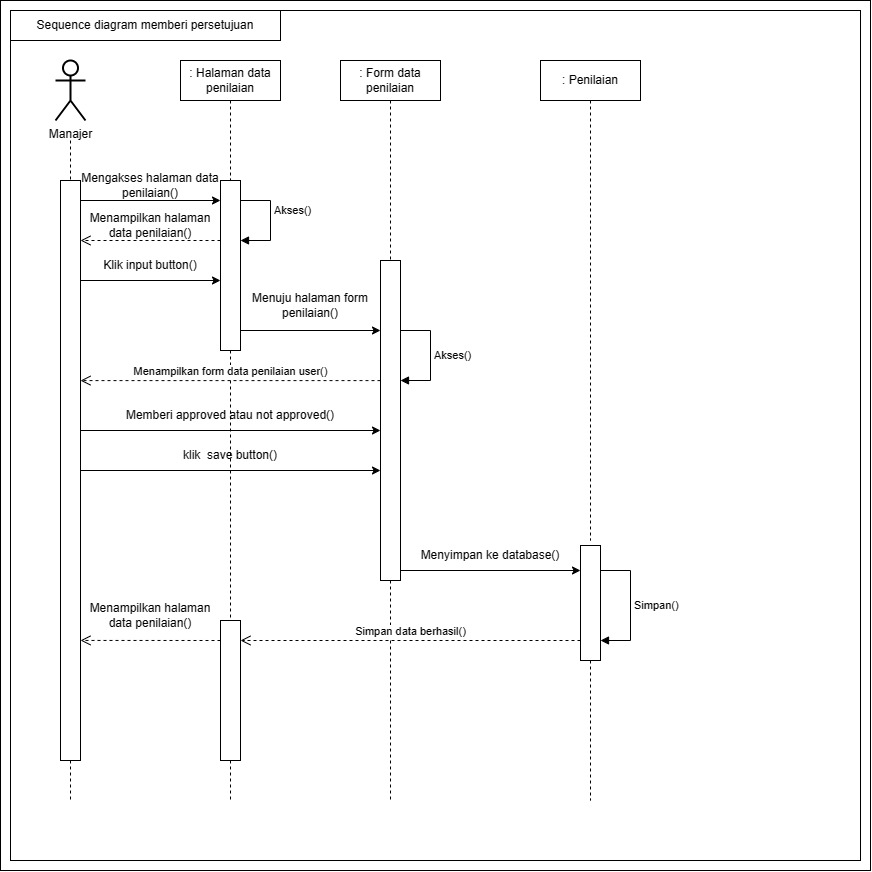 Sequence diagram memberi persetujuan
: Halaman data
penilaian
: Form data
penilaian
: Penilaian
Manajer
Mengakses halaman data
penilaian()
Akses()
Menampilkan halaman
data penilaian()
Klik input button()
Menuju halaman form
penilaian()
Akses()
Menampilkan form data penilaian user()
Memberi approved atau not approved()
klik  save button()
Menyimpan ke database()
Simpan()
Menampilkan halaman
data penilaian()
Simpan data berhasil()